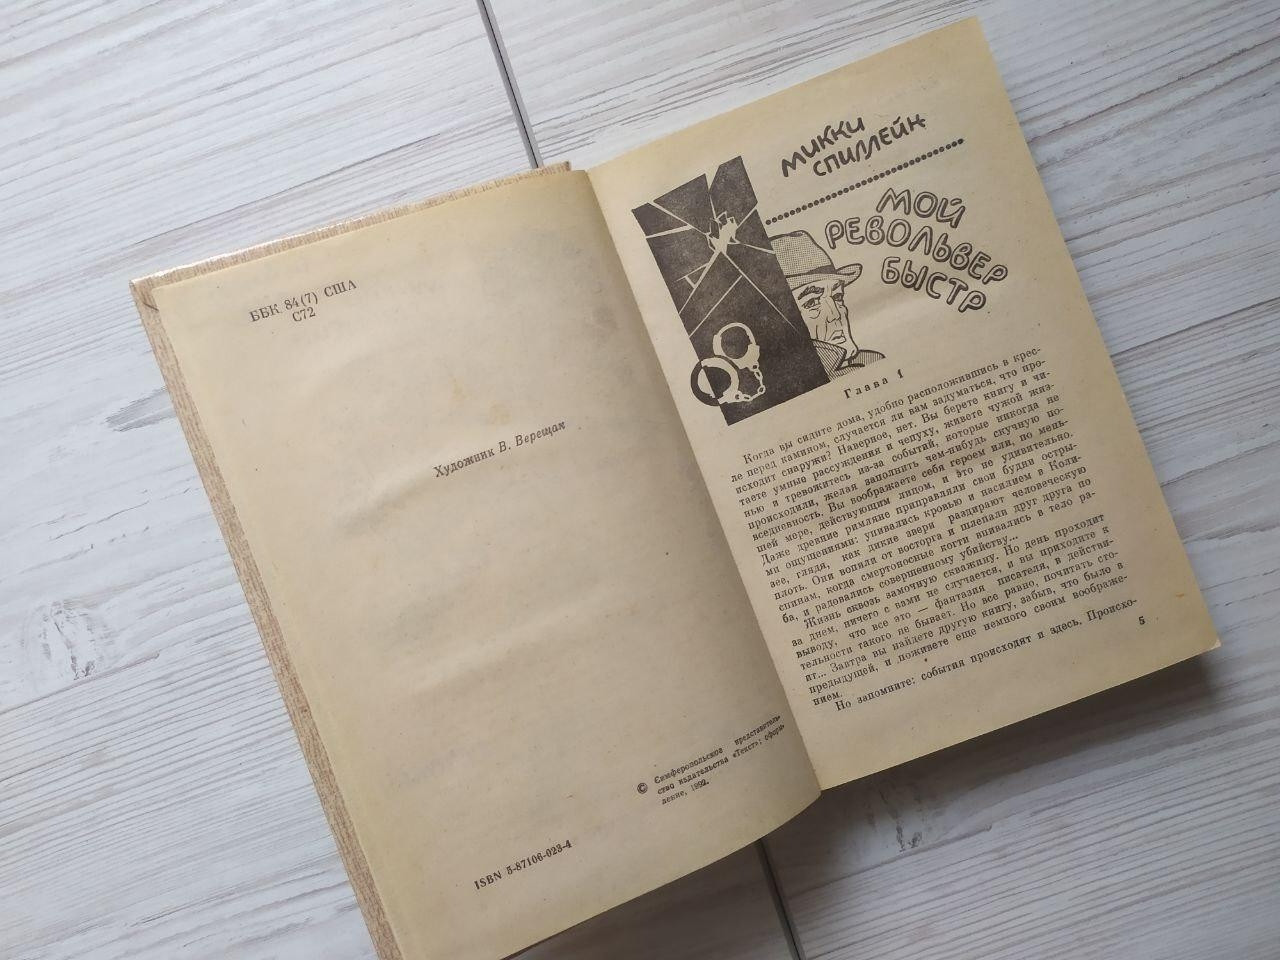 ББК 84(7) США
С72
Художник В. Верещак
© Симферопольское представитель-
ство издательства «Текст»; оформ-
ление, 1992.
ISBN 5-87106-023-4
МИККИ
СПИЛЛЕЙН
МОЙ
РЕВОЛЬВЕР
БЫСТР
Глава 1
Когда вы сидите дома, удобно расположившись в крес-
ле перед камином, случается ли вам задуматься, что про-
исходит снаружи? Наверное, нет. Вы берете книгу и чи-
таете умные рассуждения и чепуху, живете чужой жиз-
нью и тревожитесь из-за событий, которые никогда не
происходили, желая заполнить чем-нибудь скучную по-
вседневность. Вы воображаете себя героем или, по мень-
шей мере, действующим лицом, и это не удивительно.
Даже древние римляне приправляли свои будни остры-
ми ощущениями: упивались кровью и насилием в Коли-
зее, глядя, как дикие звери раздирают человеческую
плоть. Они вопили от восторга и шлепали друг друга по
спинам, когда смертоносные когти впивались в тело ра-
ба, и радовались совершенному убийству...
Жизнь сквозь замочную скважину. Но день проходит
за днем, ничего с вами не случается, и вы приходите к
выводу, что все это — фантазия писателя, в действи-
тельности такого не бывает. Но все равно, почитать сто-
ит... Завтра вы найдете другую книгу, забыв, что было в
предыдущей, и поживете еще немного своим воображе-
нием.
Но запомните: события происходят и здесь. Происхо-
5